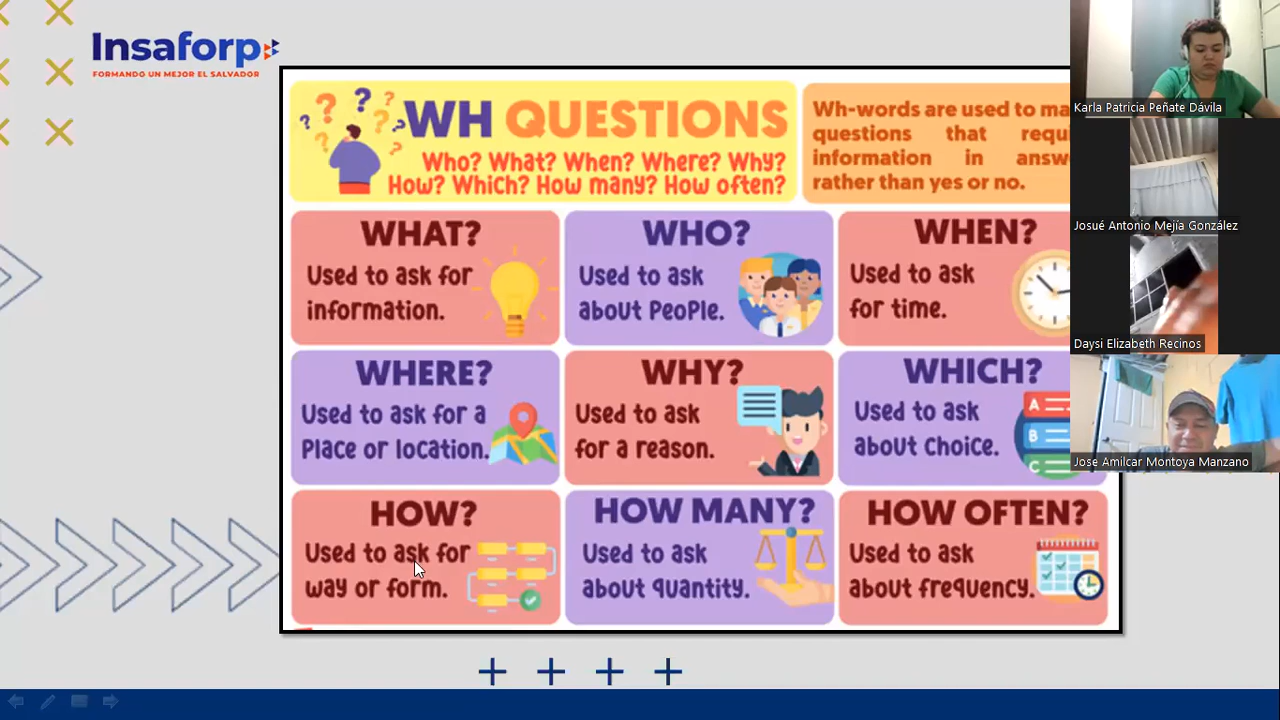 Insaforp
FORMANDO UN MEJOR EL SALVADOR
WH QUESTIONS
Who? What? When? Where? Why?
How? Which? How many? How often?
Wh-words are used to
questions that
information in
rather than yes or no.
WHAT?
Used to ask for
information.
WHO?
Used to ask
about People.
WHEN?
Used to ask
for time.
WHERE?
Used to ask for a
Place or location.
WHY?
Used to ask
for a reason.
WHICH?
Used to ask
about Choice.
A
B
C
HOW?
Used to ask for
way or form.
HOW MANY?
Used to ask
about quantity.
HOW OFTEN?
Used to ask
about frequency.
Karla Patricia Peñate Dávila
Josué Antonio Mejía González
Daysi Elizabeth Recinos
Jose Amilcar Montoya Manzano